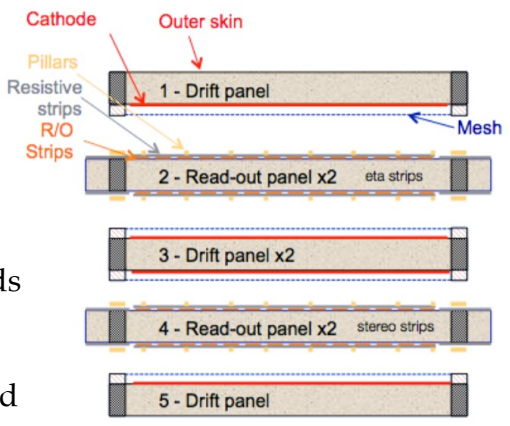 Cathode
Outer skin
Pillars
Resistive
strips
R/O
Strips
1 - Drift panel
Mesh
2 - Read-out panel x2
eta strips
3 - Drift panel x2
ds
4 - Read-out panel x2
stereo strips
d
5 - Drift panel